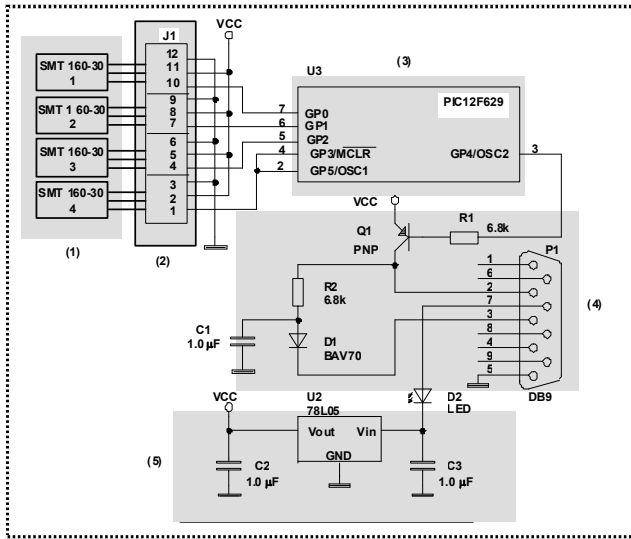 VCC
J1
SMT 160-30
1
12
11
10
SMT 1 60-30
2
9
8
7
SMT 160-30
3
6
5
4
SMT 160-30
4
3
2
1
(1)
(2)
U3
(3)
PIC12F629
7
GP0
6
GP1
5
GP2
4
GP3/MCLR
2
GP5/OSC1
GP4/OSC2
3
VCC
Q1
PNP
R1
6.8k
P1
1
6
2
7
3
8
4
9
5
(4)
DB9
R2
6.8k
C1
1.0 µF
D1
BAV70
D2
LED
VCC
U2
78L05
Vout
Vin
GND
(5)
C2
1.0 µF
C3
1.0 µF